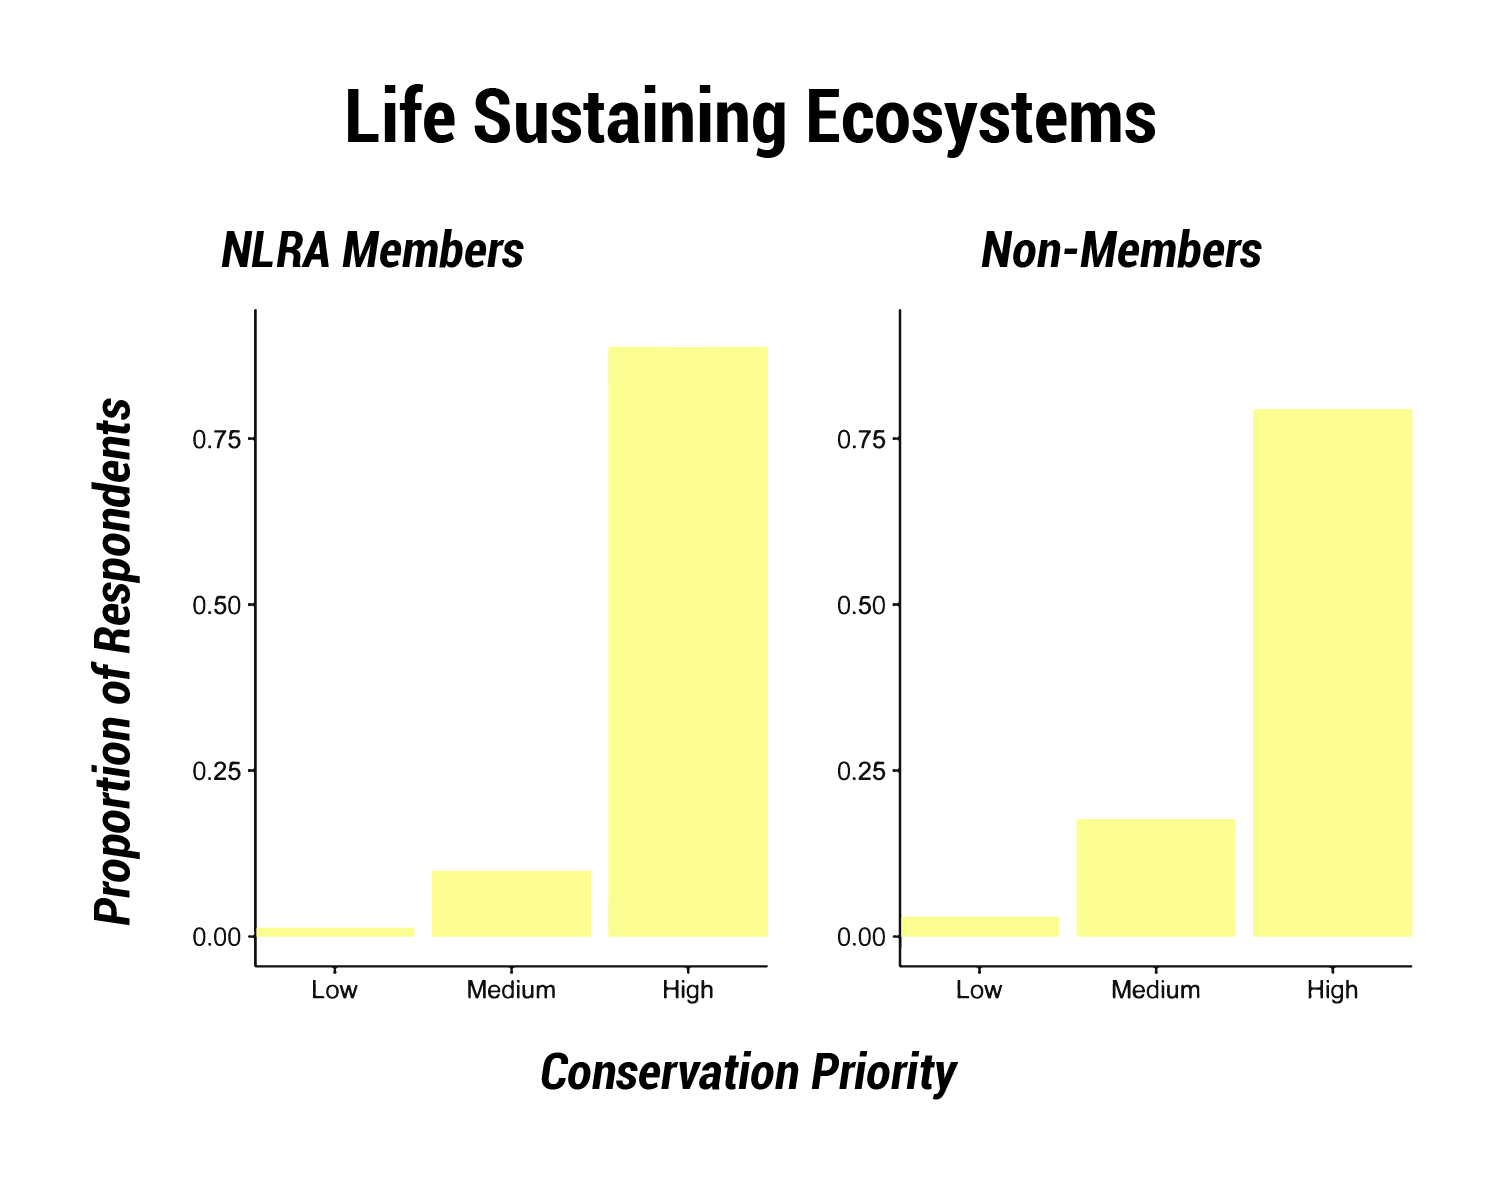 Life Sustaining Ecosystems
NLRA Members
Non-Members
Proportion of Respondents
0.75
0.50
0.25
0.00
Low Medium High
0.75
0.50
0.25
0.00
Low Medium High
Conservation Priority